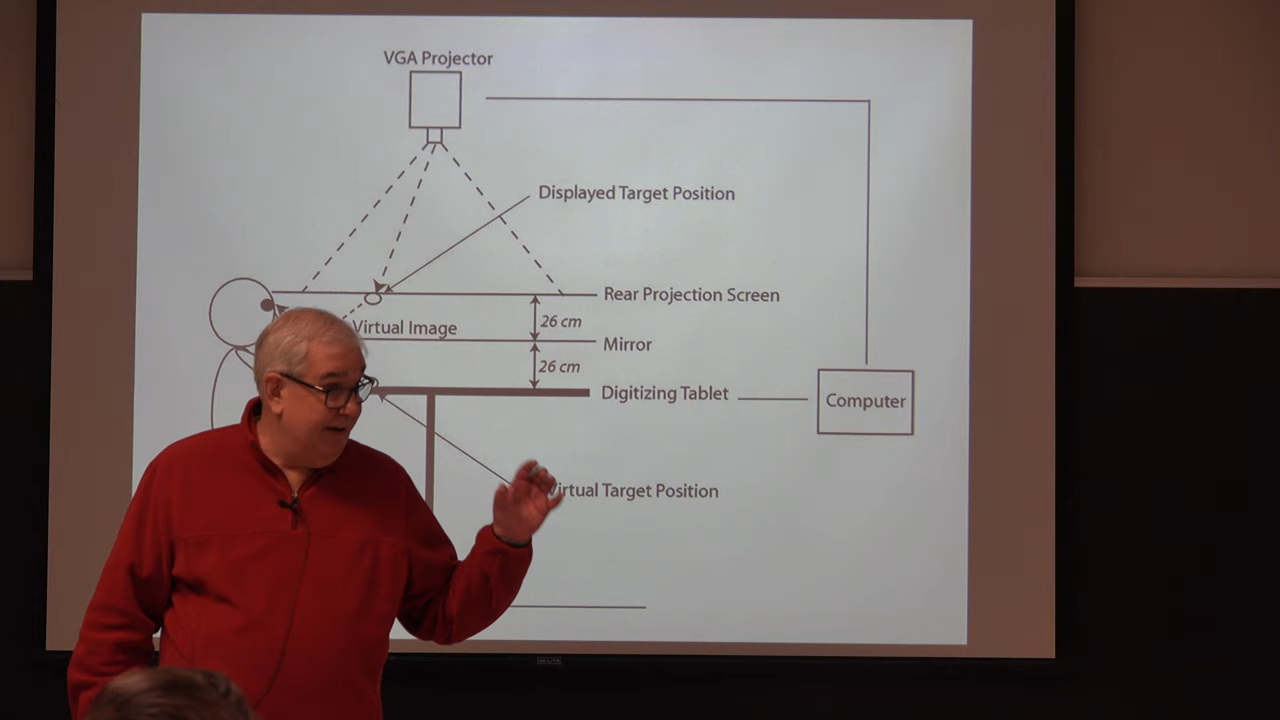 VGA Projector
Displayed Target Position
Rear Projection Screen
26 cm
Virtual Image
Mirror
26 cm
Digitizing Tablet
Computer
Virtual Target Position